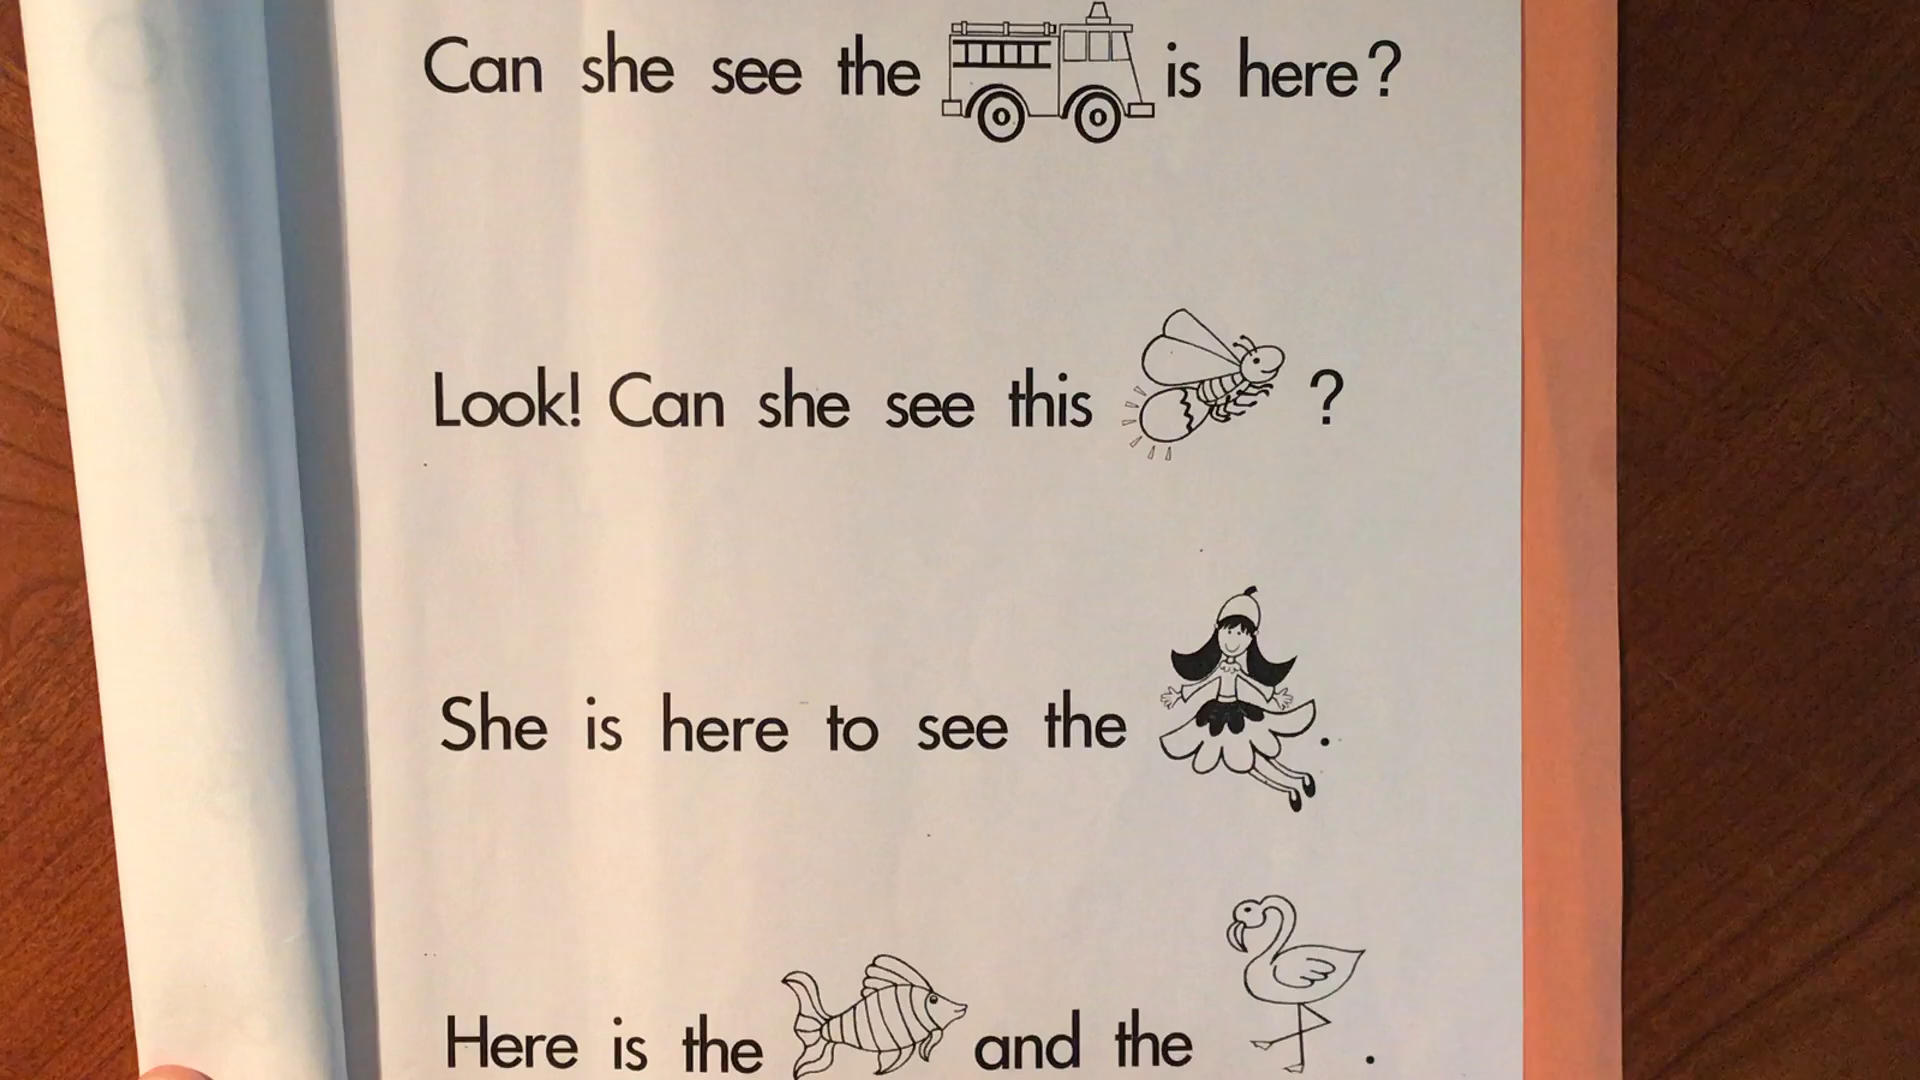 Can she see the is here?
Look! Can she see this ?
She is here to see the .
Here is the and the .